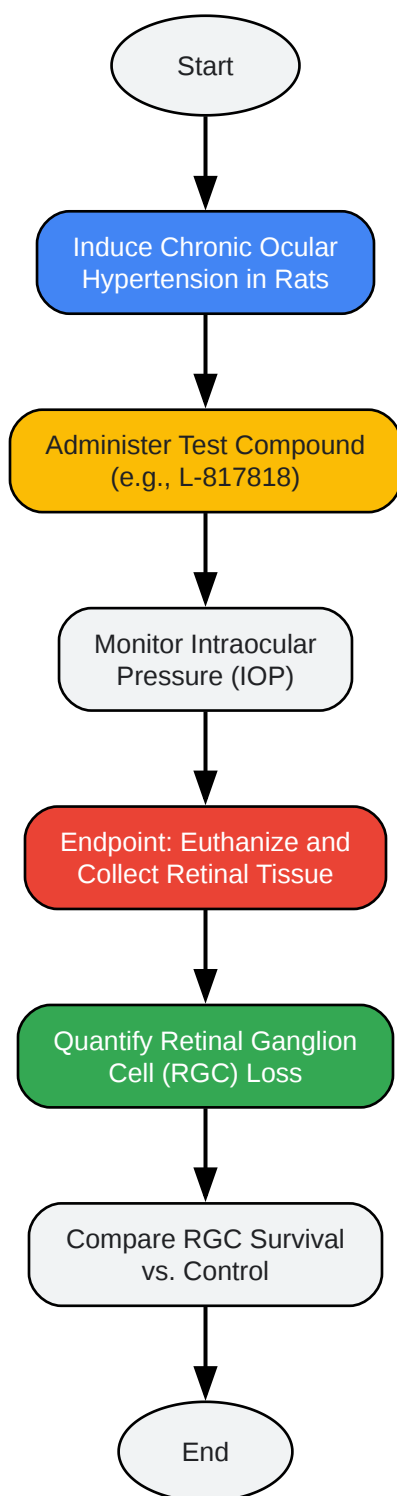 Start
Induce Chronic Ocular
Hypertension in Rats
Administer Test Compound
(e.g., L-817818)
Monitor Intraocular
Pressure (IOP)
Endpoint: Euthanize and
Collect Retinal Tissue
Quantify Retinal Ganglion
Cell (RGC) Loss
Compare RGC Survival
vs. Control
End